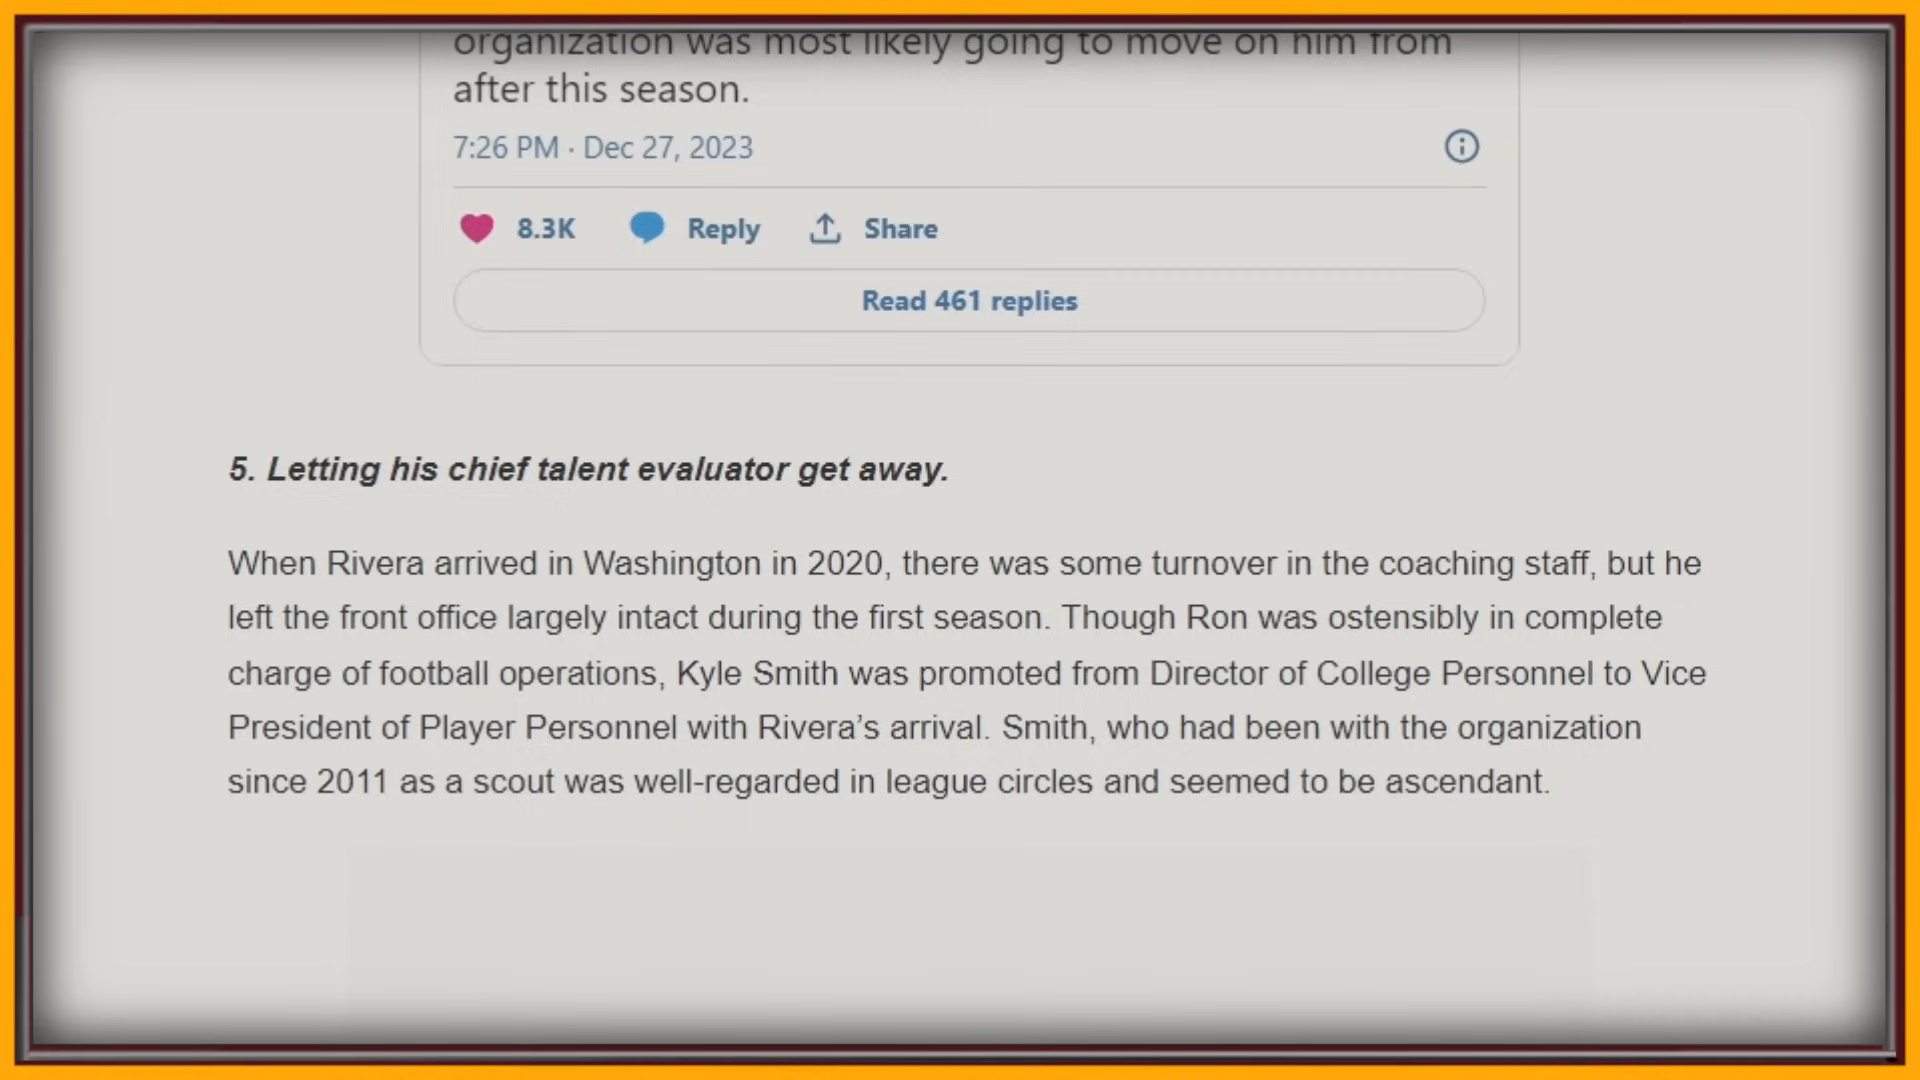 organization was most likely going to move on him from
after this season.
7:26 PM · Dec 27, 2023
8.3K Reply Share
Read 461 replies
5. Letting his chief talent evaluator get away.
When Rivera arrived in Washington in 2020, there was some turnover in the coaching staff, but he
left the front office largely intact during the first season. Though Ron was ostensibly in complete
charge of football operations, Kyle Smith was promoted from Director of College Personnel to Vice
President of Player Personnel with Rivera’s arrival. Smith, who had been with the organization
since 2011 as a scout was well-regarded in league circles and seemed to be ascendant.